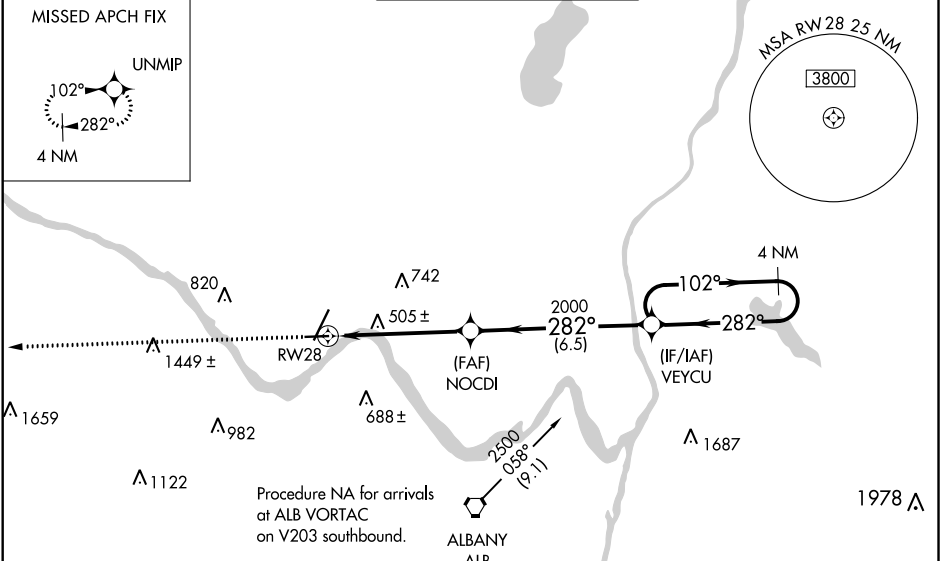 MISSED APCH FIX
UNMIP
102°
282°
4 NM
MSA RW28 25 NM
3800
4 NM
820
742
102°
505 ±
2000
282°
(6.5)
282°
1449 ±
RW28
(FAF)
NOCDI
(IF/IAF)
VEYCU
1659
982
688 ±
1687
2500
058°
(9.1)
1122
Procedure NA for arrivals
at ALB VORTAC
on V203 southbound.
1978
ALBANY
ALB